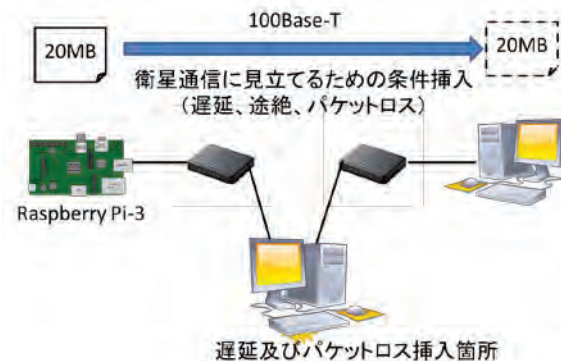 100Base-T
20MB
20MB
衛星通信に見立てるための条件挿入
(遅延、途絶、パケットロス)
Raspberry Pi-3
遅延及びパケットロス挿入箇所